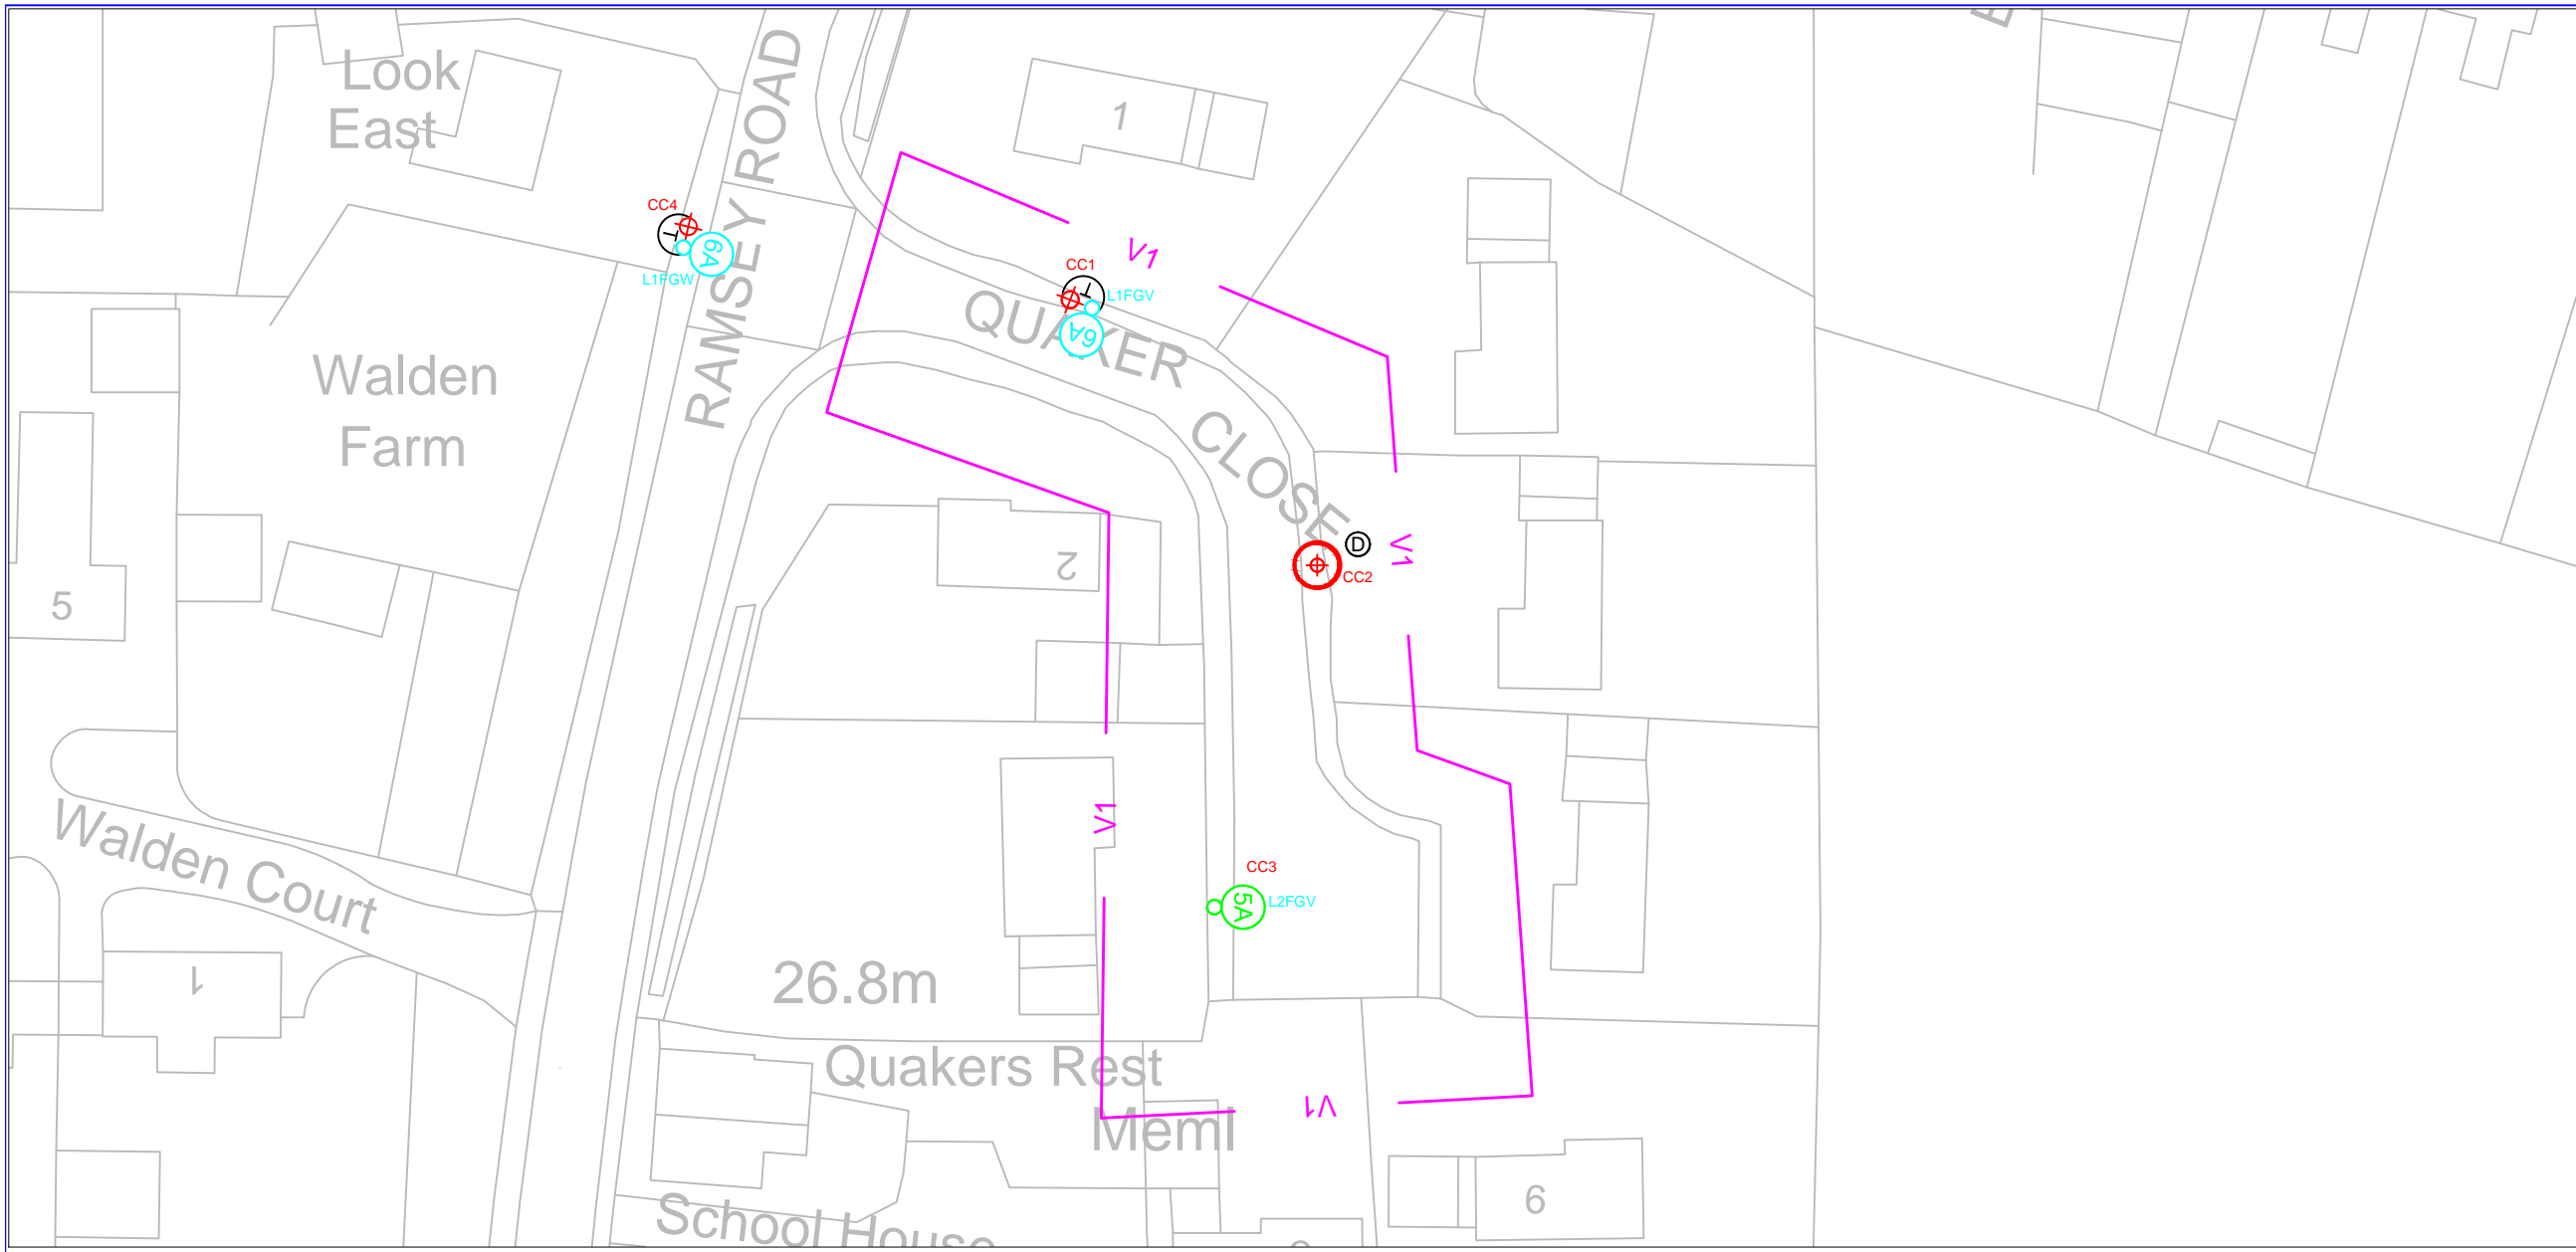 Look
East
RAMSEY ROAD
1
CC4
T
6A
L1FGW
V1
CC1
T
L1FGV
6A
QUAKER CLOSE
Walden
Farm
2
D
V1
CC2
5
V1
Walden Court
CC3
5A
L2FGV
1
26.8m
Quakers Rest
V1
Meml
6
School House